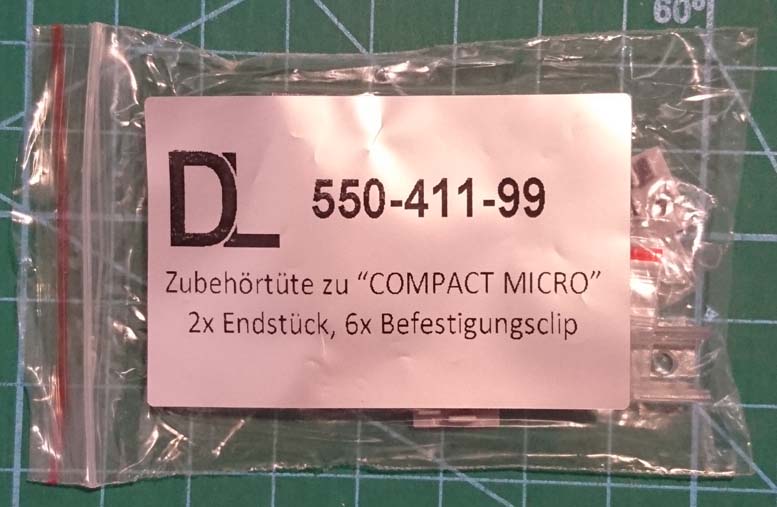 60°
DL 550-411-99
Zubehörtüte zu “COMPACT MICRO”
2x Endstück, 6x Befestigungsclip